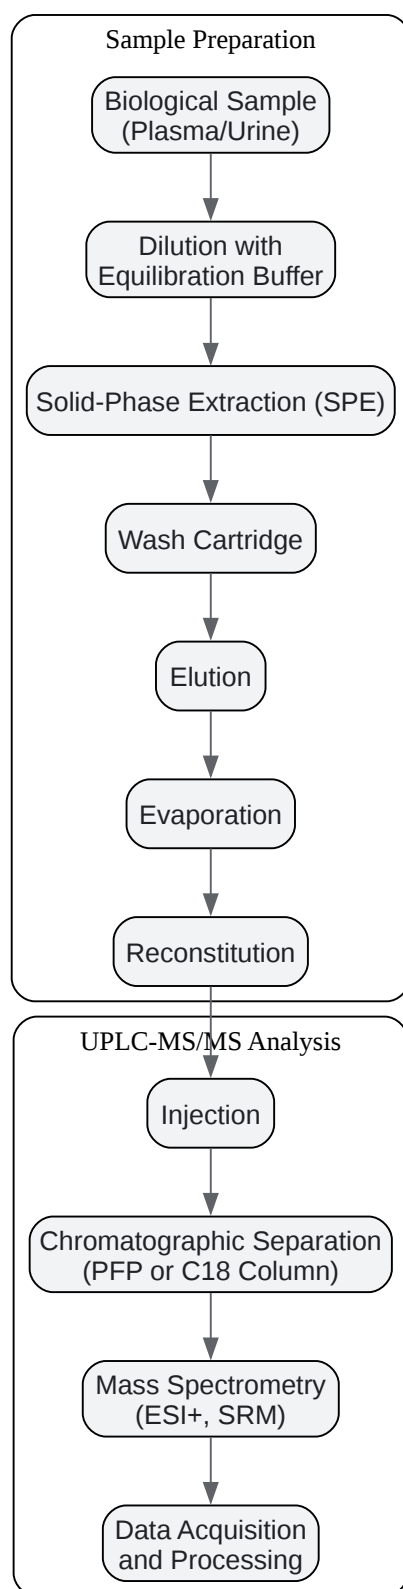 Sample Preparation
Biological Sample
(Plasma/Urine)
Dilution with
Equilibration Buffer
Solid-Phase Extraction (SPE)
Wash Cartridge
Elution
Evaporation
Reconstitution
UPLC-MS/MS Analysis
Injection
Chromatographic Separation
(PFP or C18 Column)
Mass Spectrometry
(ESI+, SRM)
Data Acquisition
and Processing